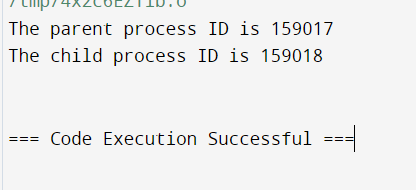 The parent process ID is 159017
The child process ID is 159018
=== Code Execution Successful ===